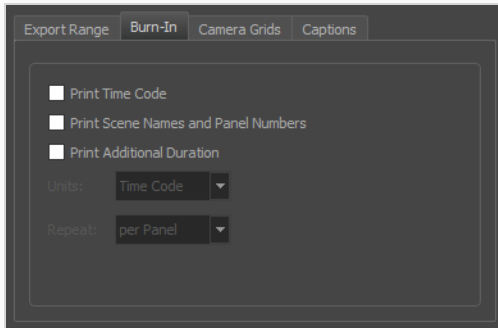 Export Range Burn-In Camera Grids Captions
Print Time Code
Print Scene Names and Panel Numbers
Print Additional Duration
Units: Time Code
Repeat: per Panel